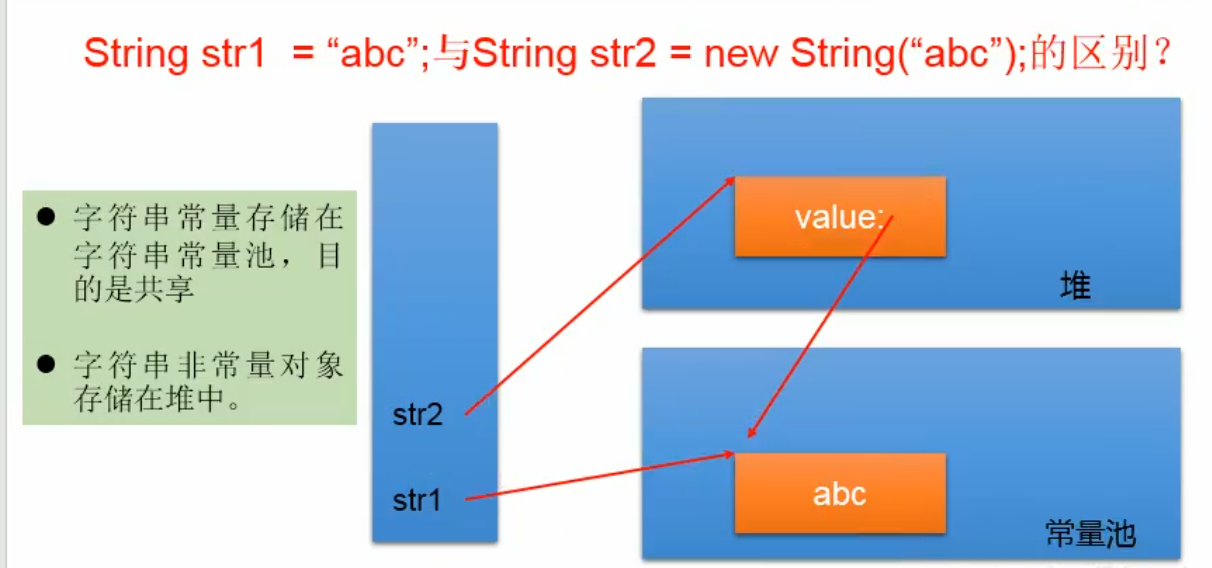 String str1 = “abc”;与String str2 = new String(“abc”);的区别？
● 字符串常量存储在
字符串常量池，目
的是共享
● 字符串非常量对象
存储在堆中。
str2
str1
value:
堆
abc
常量池